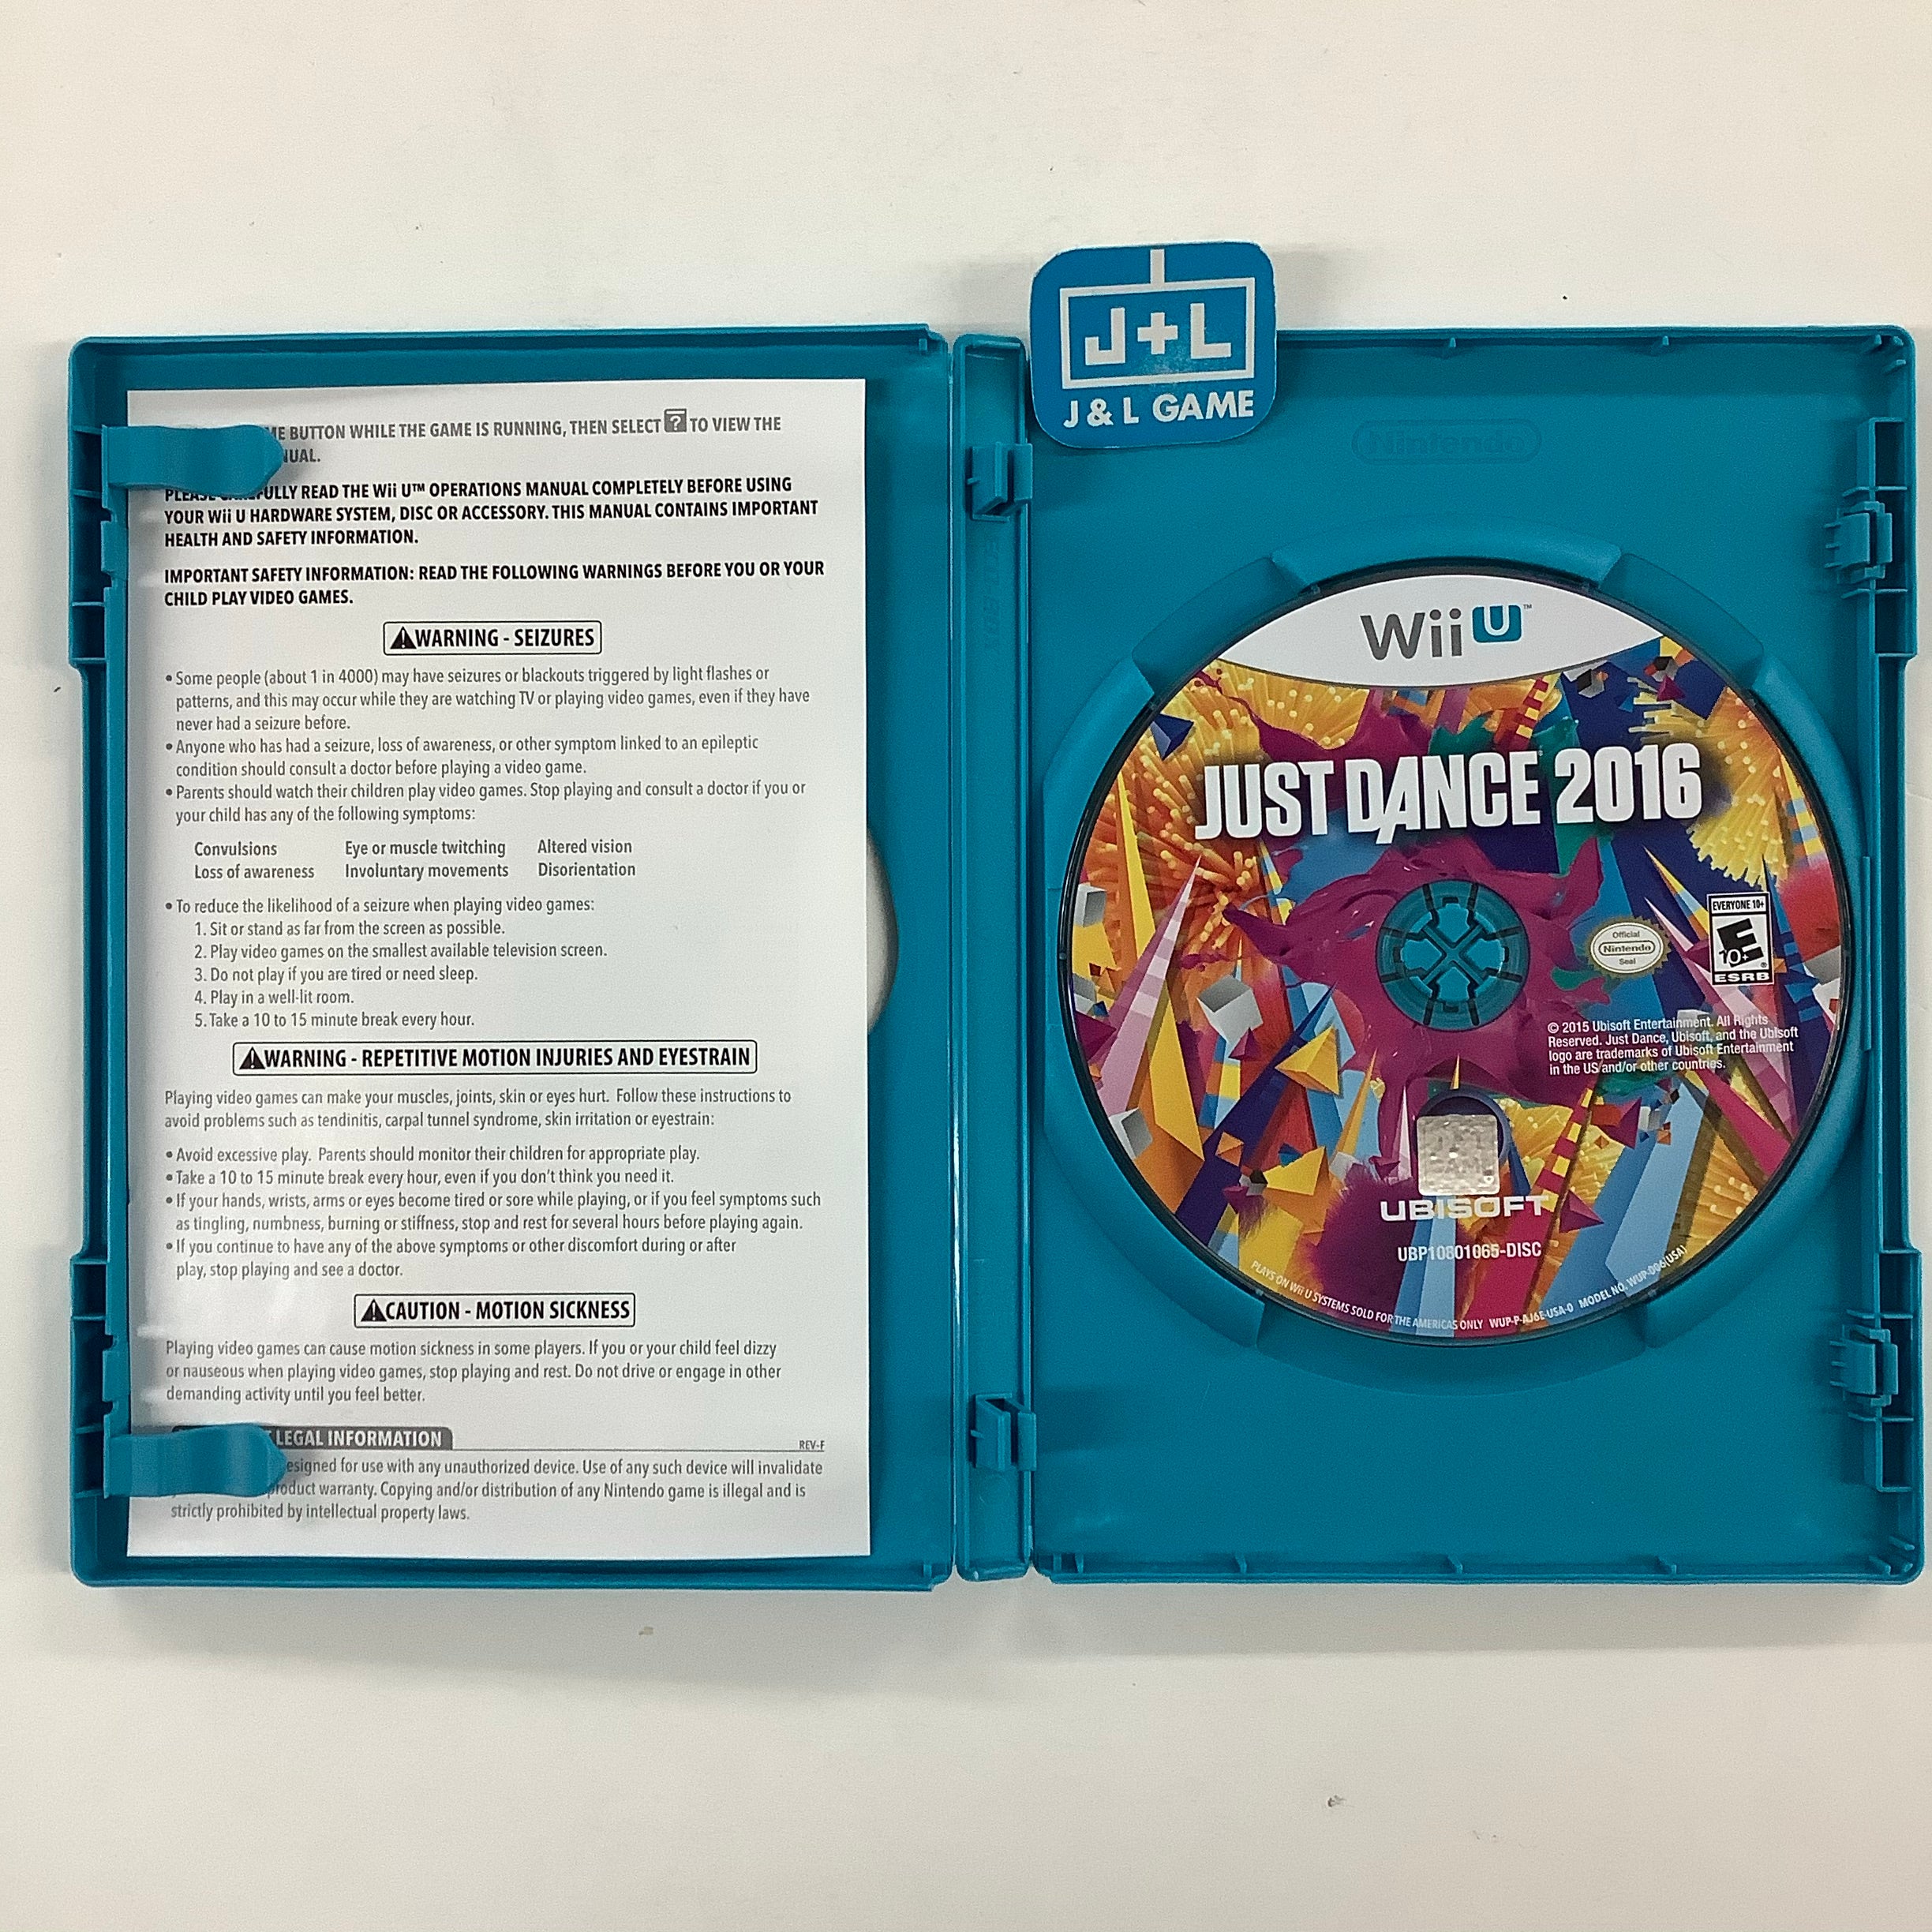 J+L
J & L GAME
Nintendo
BUTTON WHILE THE GAME IS RUNNING, THEN SELECT ? TO VIEW THE
PLEASE CAREFULLY READ THE Wii U™ OPERATIONS MANUAL COMPLETELY BEFORE USING
YOUR Wii U HARDWARE SYSTEM, DISC OR ACCESSORY. THIS MANUAL CONTAINS IMPORTANT
HEALTH AND SAFETY INFORMATION.
IMPORTANT SAFETY INFORMATION: READ THE FOLLOWING WARNINGS BEFORE YOU OR YOUR
CHILD PLAY VIDEO GAMES.
WARNING - SEIZURES
• Some people (about 1 in 4000) may have seizures or blackouts triggered by light flashes or
patterns, and this may occur while they are watching TV or playing video games, even if they have
never had a seizure before.
• Anyone who has had a seizure, loss of awareness, or other symptom linked to an epileptic
condition should consult a doctor before playing a video game.
• Parents should watch their children play video games. Stop playing and consult a doctor if you or
your child has any of the following symptoms:
Convulsions Eye or muscle twitching Altered vision
Loss of awareness Involuntary movements Disorientation
• To reduce the likelihood of a seizure when playing video games:
1. Sit or stand as far from the screen as possible.
2. Play video games on the smallest available television screen.
3. Do not play if you are tired or need sleep.
4. Play in a well-lit room.
5. Take a 10 to 15 minute break every hour.
WARNING - REPETITIVE MOTION INJURIES AND EYESTRAIN
Playing video games can make your muscles, joints, skin or eyes hurt. Follow these instructions to
avoid problems such as tendinitis, carpal tunnel syndrome, skin irritation or eyestrain:
• Avoid excessive play. Parents should monitor their children for appropriate play.
• Take a 10 to 15 minute break every hour, even if you don't think you need it.
• If your hands, wrists, arms or eyes become tired or sore while playing, or if you feel symptoms such
as tingling, numbness, burning or stiffness, stop and rest for several hours before playing again.
• If you continue to have any of the above symptoms or other discomfort during or after
play, stop playing and see a doctor.
CAUTION - MOTION SICKNESS
Playing video games can cause motion sickness in some players. If you or your child feel dizzy
or nauseous when playing video games, stop playing and rest. Do not drive or engage in other
demanding activity until you feel better.
LEGAL INFORMATION
REV-F
esigned for use with any unauthorized device. Use of any such device will invalidate
product warranty. Copying and/or distribution of any Nintendo game is illegal and is
strictly prohibited by intellectual property laws.
Wii U™
JUST DANCE 2016
Official
Nintendo
Seal
EVERYONE 10+
E
10+
ESRB
© 2015 Ubisoft Entertainment. All Rights
Reserved. Just Dance, Ubisoft, and the Ubisoft
logo are trademarks of Ubisoft Entertainment
in the US and/or other countries.
UBISOFT
UBP10801065-DISC
PLAYS ON Wii U SYSTEMS SOLD FOR THE AMERICAS ONLY WUP-P-AJ6E-USA-0 MODEL NO. WUP-006(USA)